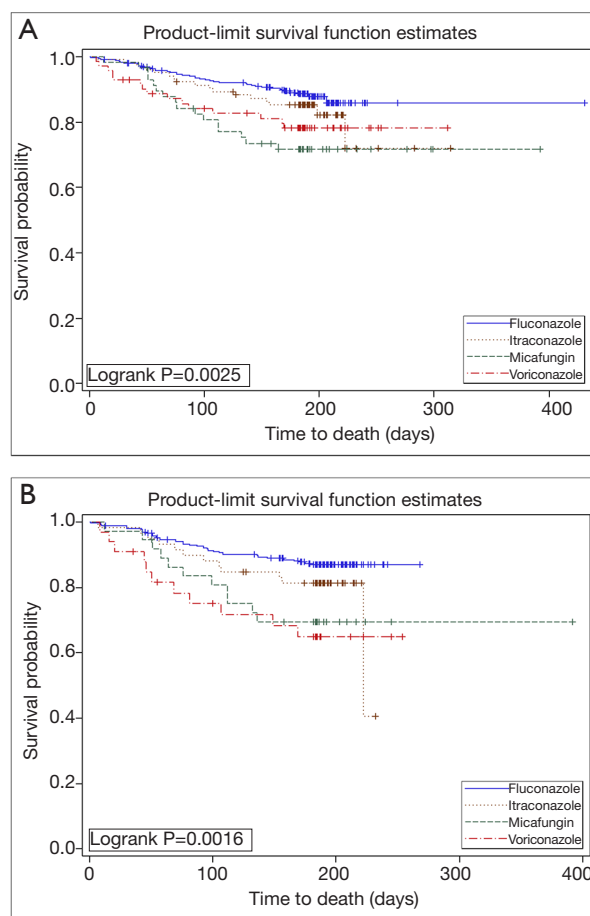 A
Product-limit survival function estimates
1.0
0.8
0.6
0.4
0.2
0.0
Survival probability
Fluconazole
Itraconazole
Micafungin
Voriconazole
Logrank P=0.0025
0 100 200 300 400
Time to death (days)
B
Product-limit survival function estimates
1.0
0.8
0.6
0.4
0.2
0.0
Survival probability
Fluconazole
Itraconazole
Micafungin
Voriconazole
Logrank P=0.0016
0 100 200 300 400
Time to death (days)